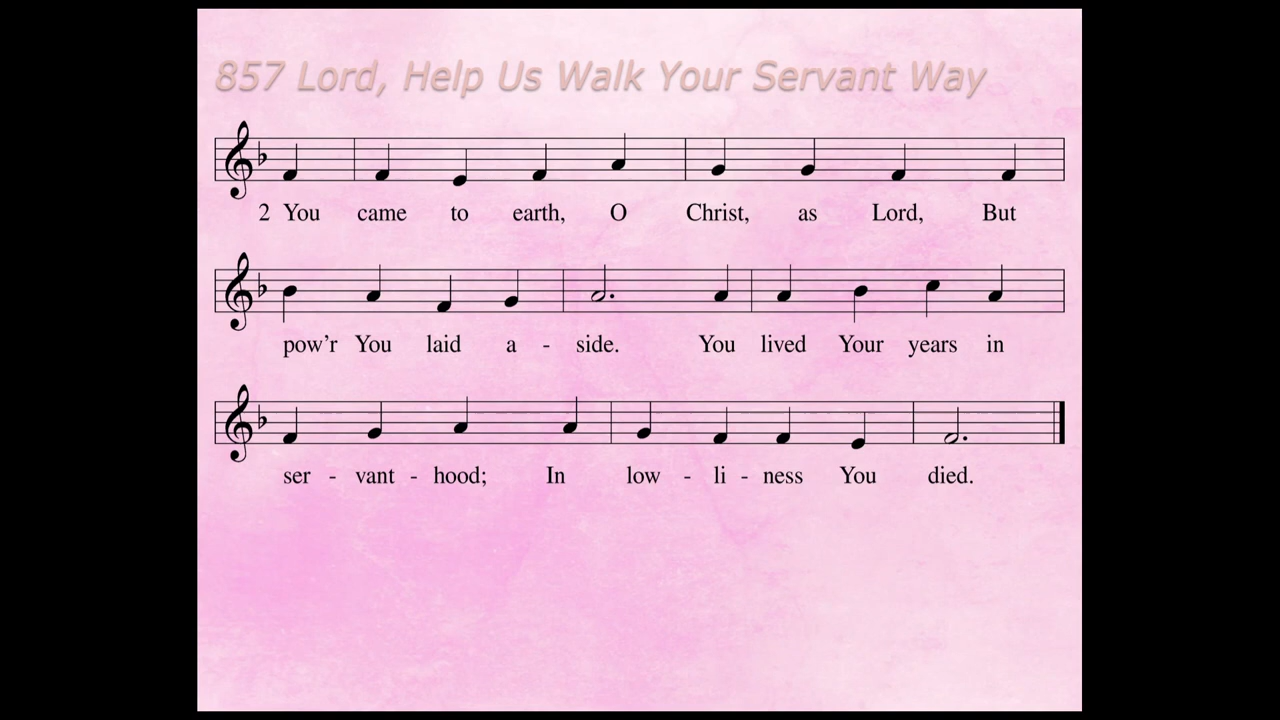 857 Lord, Help Us Walk Your Servant Way
2 You came to earth, O Christ, as Lord, But
pow’r You laid a - side. You lived Your years in
ser - vant - hood; In low - li - ness You died.